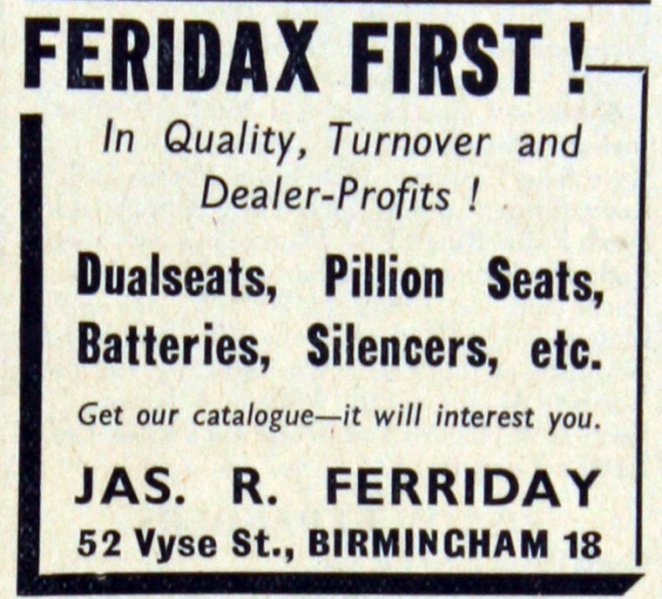 FERIDAX FIRST !
In Quality, Turnover and
Dealer-Profits !
Dualseats, Pillion Seats,
Batteries, Silencers, etc.
Get our catalogue—it will interest you.
JAS. R. FERRIDAY
52 Vyse St., BIRMINGHAM 18